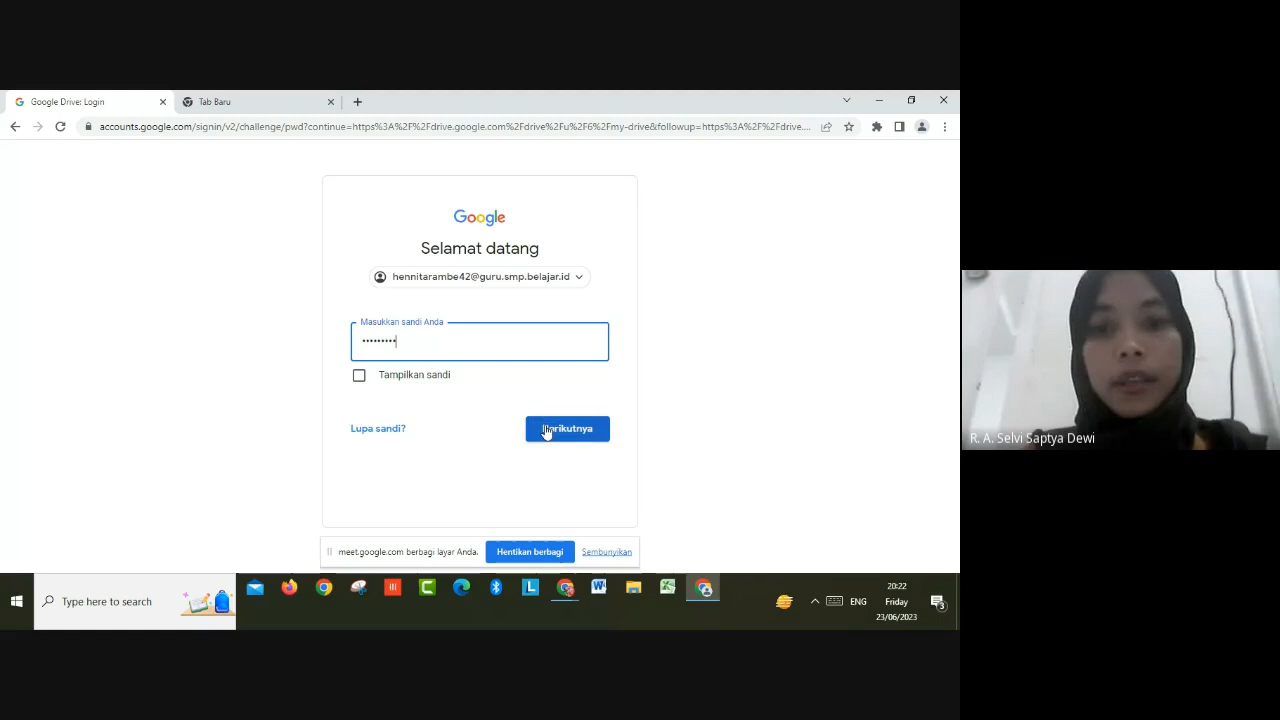 Google Drive: Login
Tab Baru
accounts.google.com/signin/v2/challenge/pwd?continue=https%3A%2F%2Fdrive.google.com%2Fdrive%2Fu%2F6%2Fmy-drive&followup=https%3A%2F%2Fdrive....
Google
Selamat datang
hennitarambe42@guru.smp.belajar.id
Masukkan sandi Anda
•••••••••
Tampilkan sandi
Lupa sandi?
Berikutnya
R. A. Selvi Saptya Dewi
meet.google.com berbagi layar Anda.
Hentikan berbagi
Sembunyikan
Type here to search
ENG
20:22
Friday
23/06/2023
3